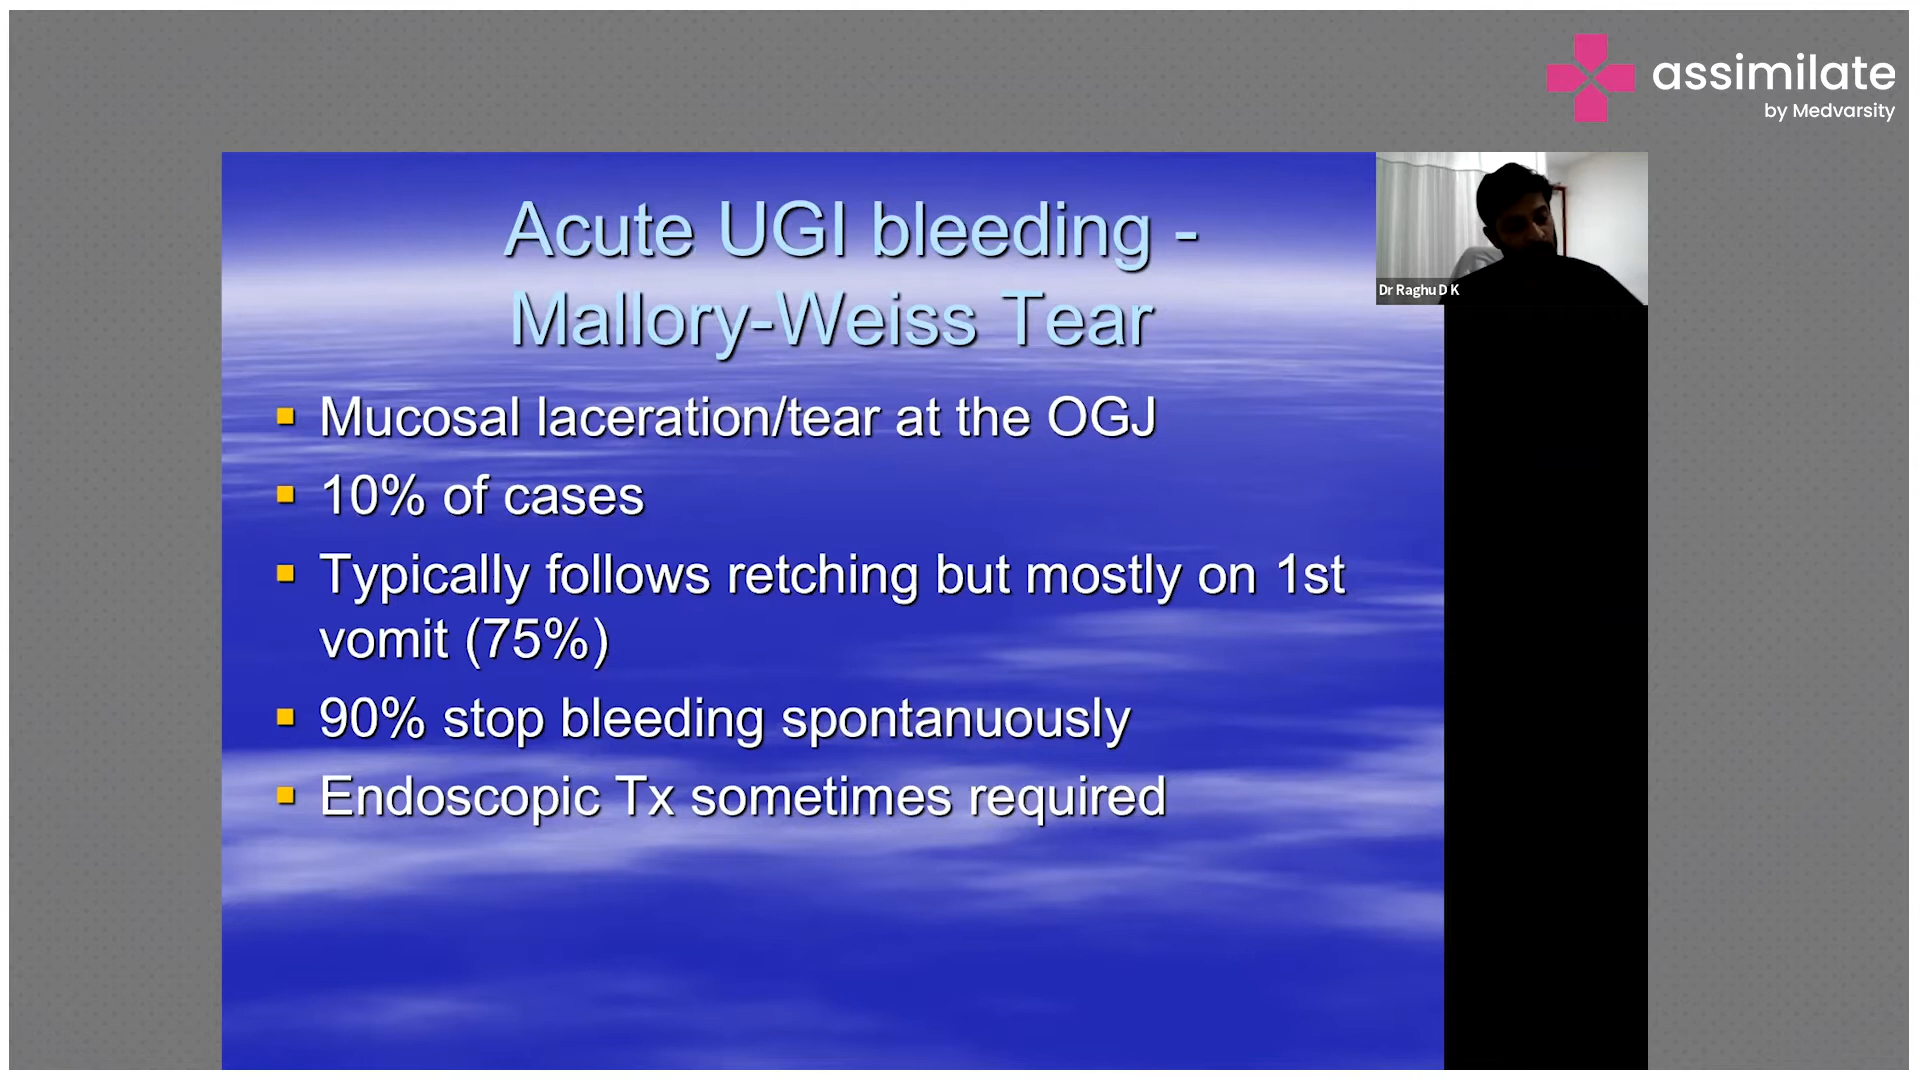 assimilate
by Medvarsity
Acute UGI bleeding -
Mallory-Weiss Tear
Dr Raghu D K
Mucosal laceration/tear at the OGJ
10% of cases
Typically follows retching but mostly on 1st
vomit (75%)
90% stop bleeding spontanuously
Endoscopic Tx sometimes required